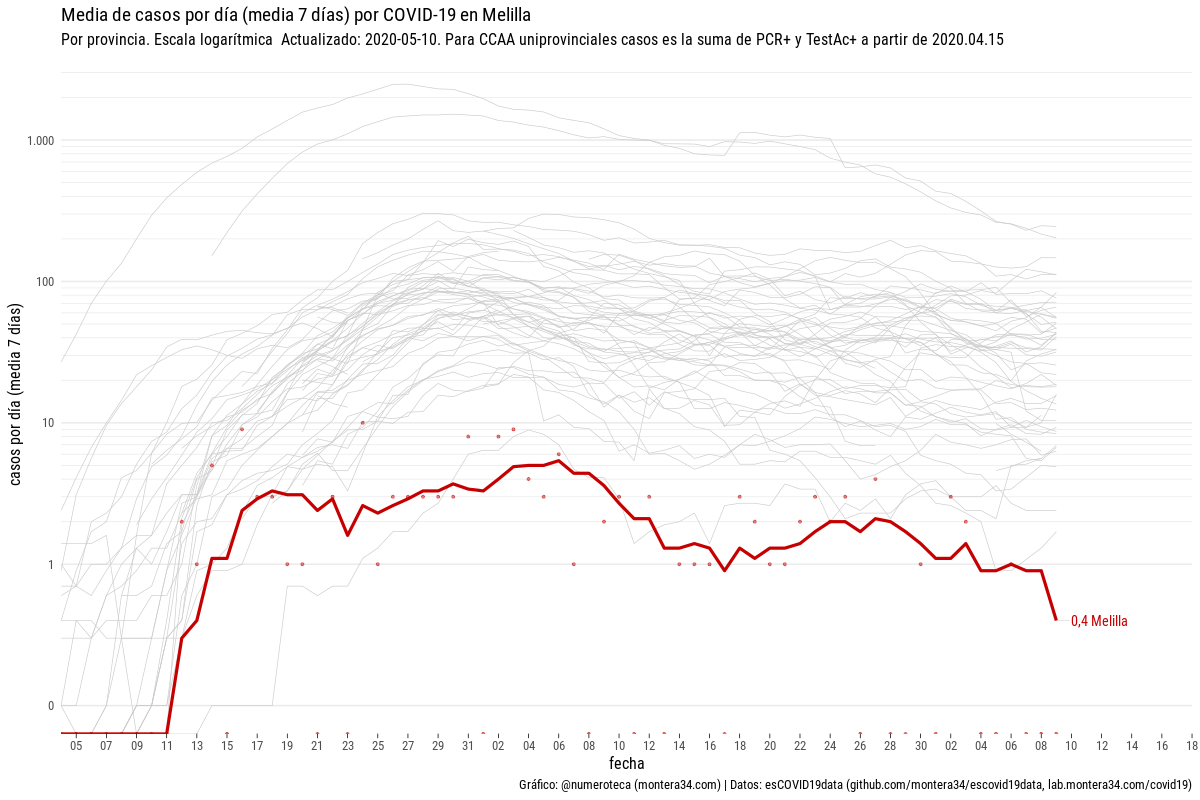 Media de casos por día (media 7 días) por COVID-19 en Melilla
Por provincia. Escala logarítmica  Actualizado: 2020-05-10. Para CCAA uniprovinciales casos es la suma de PCR+ y TestAc+ a partir de 2020.04.15
casos por día (media 7 días)
1.000
100
10
1
0
0,4 Melilla
05 07 09 11 13 15 17 19 21 23 25 27 29 31 02 04 06 08 10 12 14 16 18 20 22 24 26 28 30 02 04 06 08 10 12 14 16 18
fecha
Gráfico: @numeroteca (montera34.com) | Datos: esCOVID19data (github.com/montera34/escovid19data, lab.montera34.com/covid19)